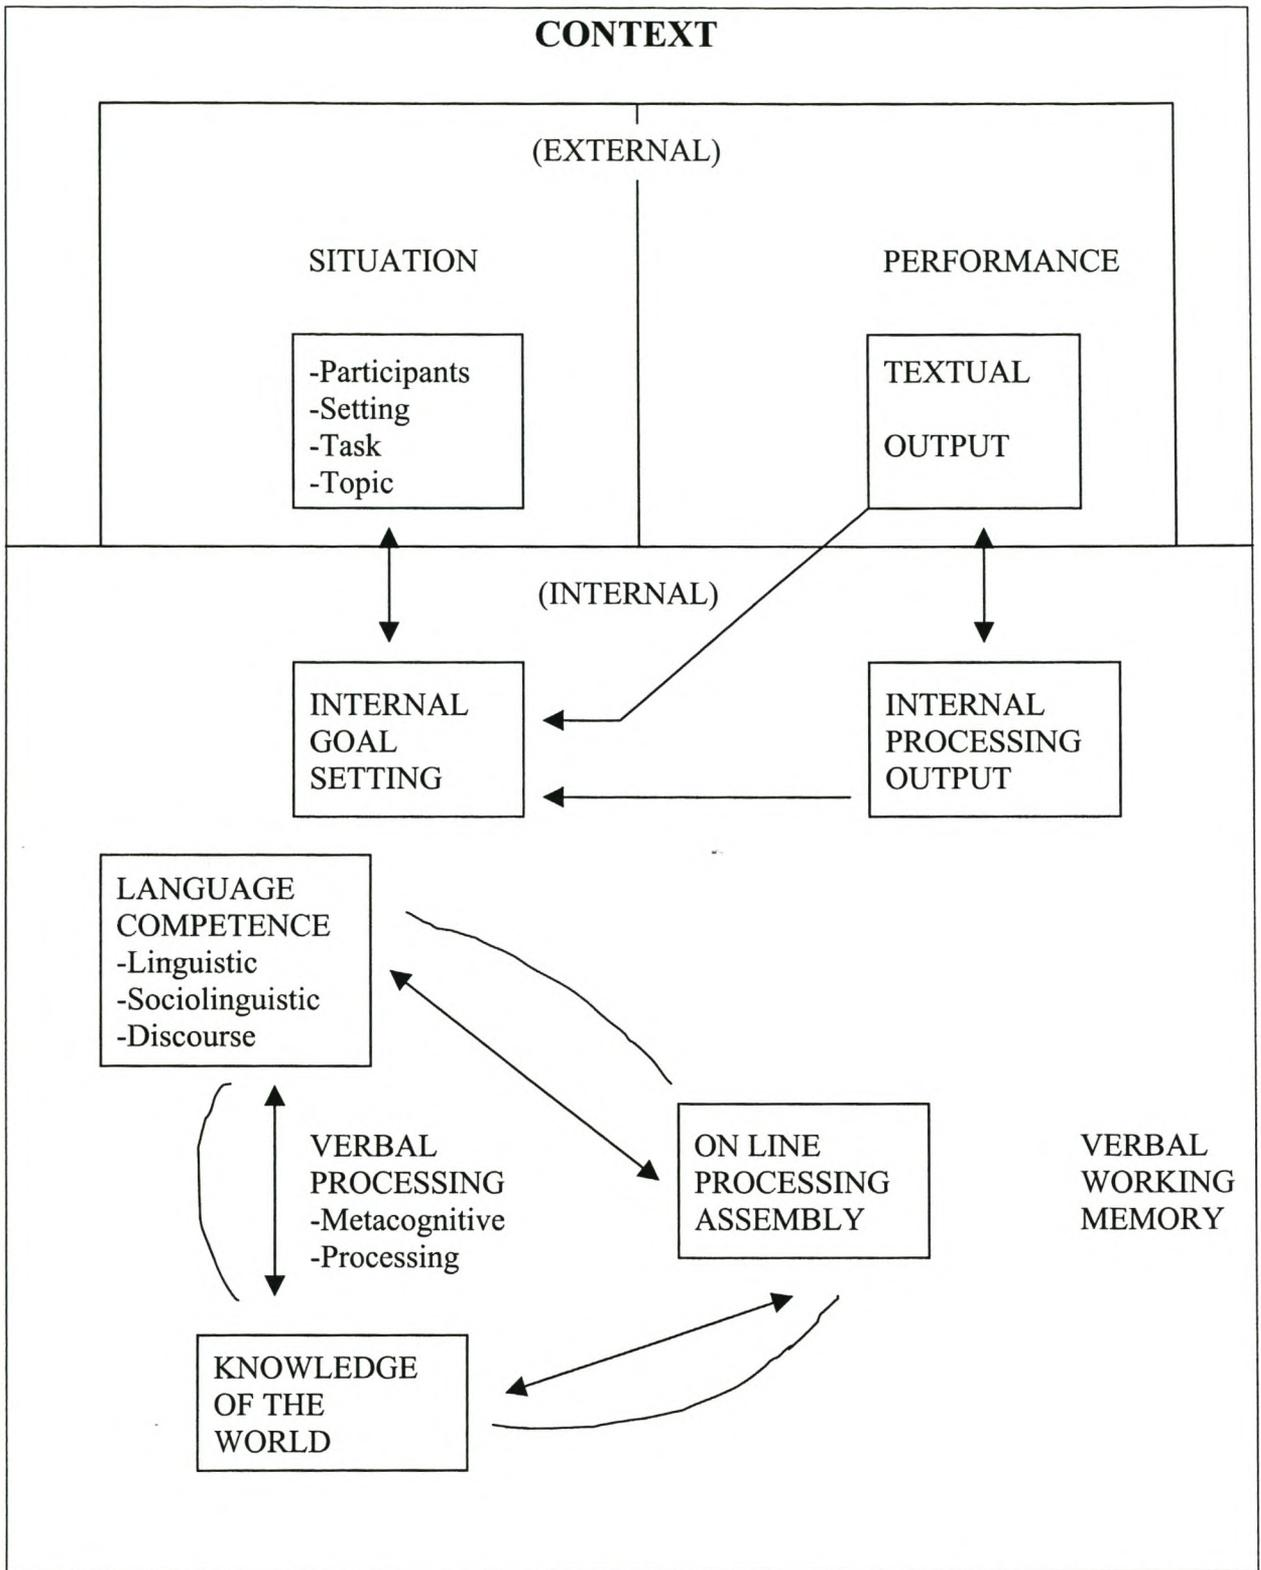 CONTEXT
(EXTERNAL)
SITUATION
PERFORMANCE
-Participants
-Setting
-Task
-Topic
TEXTUAL
OUTPUT
(INTERNAL)
INTERNAL
GOAL
SETTING
INTERNAL
PROCESSING
OUTPUT
LANGUAGE
COMPETENCE
-Linguistic
-Sociolinguistic
-Discourse
VERBAL
PROCESSING
-Metacognitive
-Processing
ON LINE
PROCESSING
ASSEMBLY
VERBAL
WORKING
MEMORY
KNOWLEDGE
OF THE
WORLD